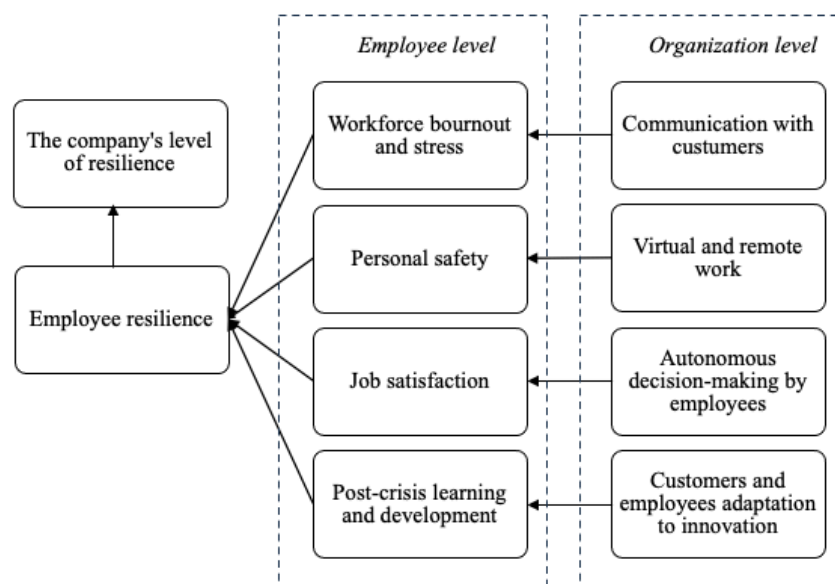 Employee level
Organization level
The company's level
of resilience
Employee resilience
Workforce bournout
and stress
Personal safety
Job satisfaction
Post-crisis learning
and development
Communication with
custumers
Virtual and remote
work
Autonomous
decision-making by
employees
Customers and
employees adaptation
to innovation